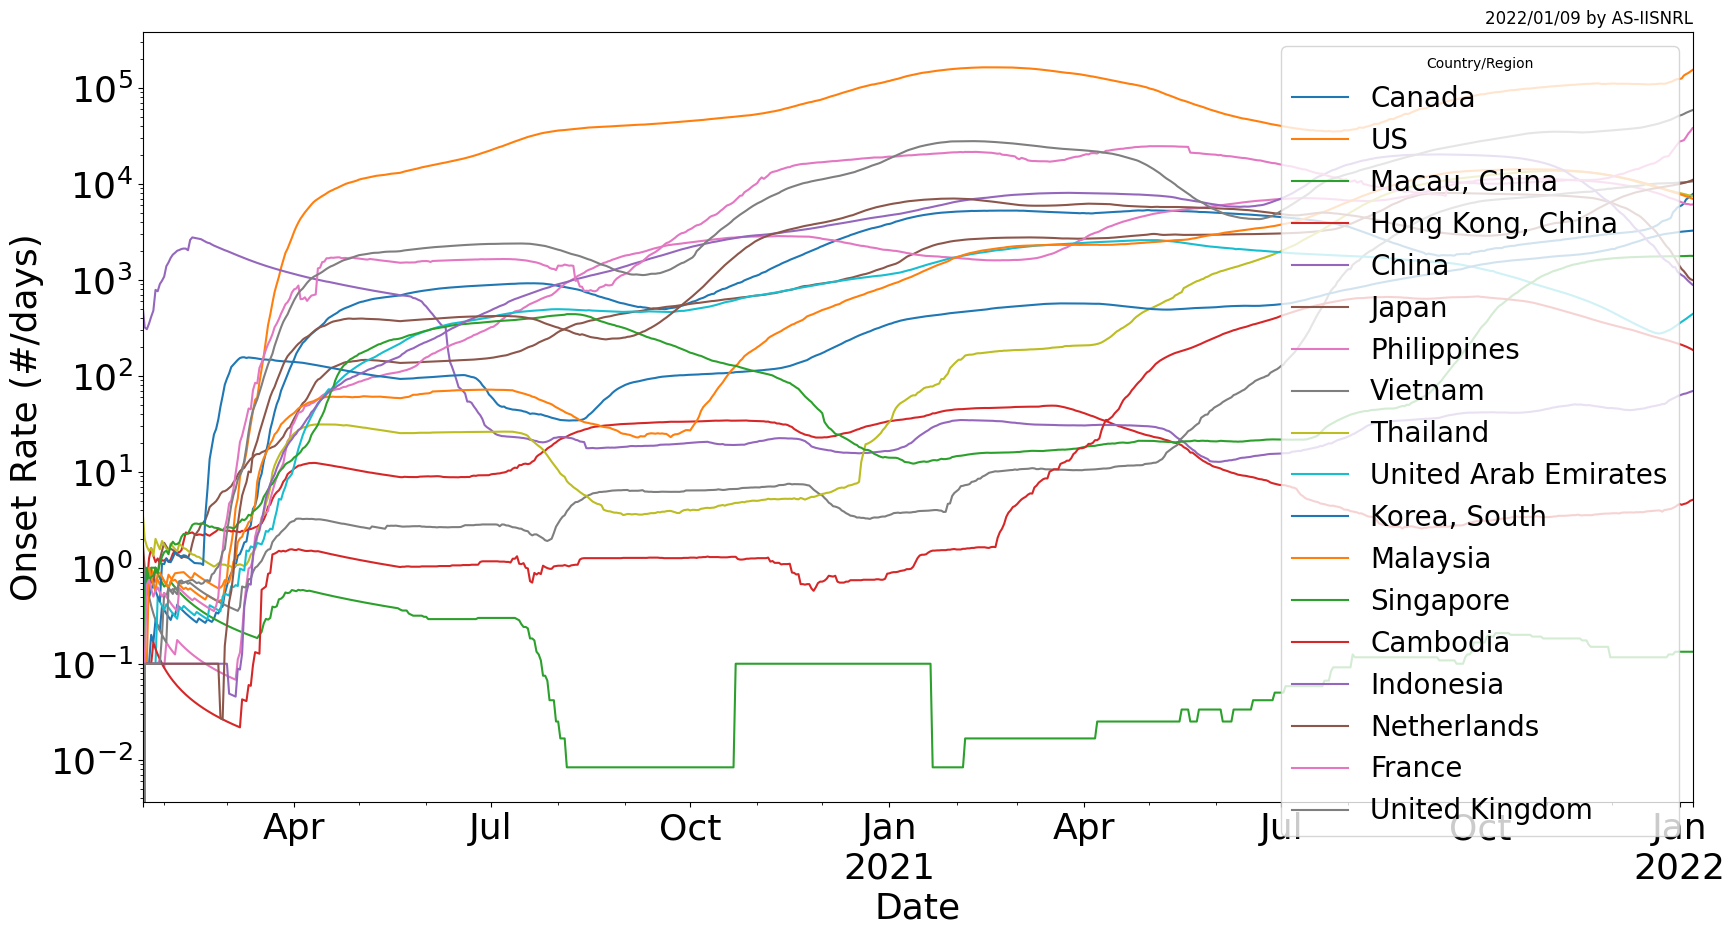 2022/01/09 by AS-IISNRL
Onset Rate (#/days)
10^5
10^4
10^3
10^2
10^1
10^0
10^−1
10^−2
Country/Region
Canada
US
Macau, China
Hong Kong, China
China
Japan
Philippines
Vietnam
Thailand
United Arab Emirates
Korea, South
Malaysia
Singapore
Cambodia
Indonesia
Netherlands
France
United Kingdom
Apr Jul Oct Jan Apr Jul Oct Jan
2021 2022
Date